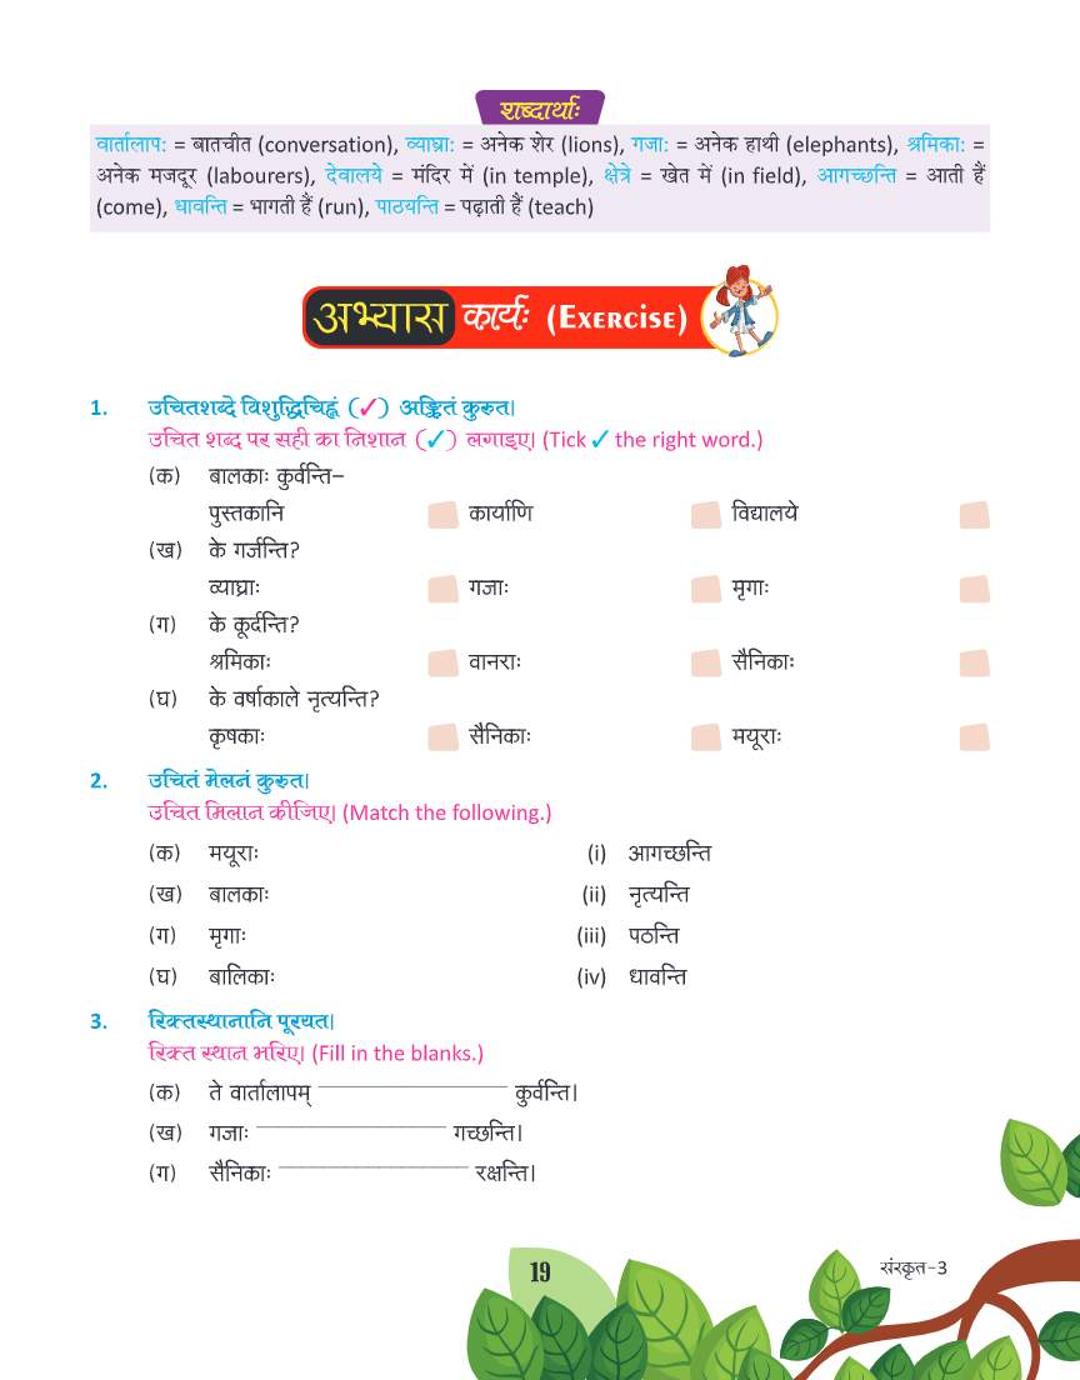 शब्दार्थाः
वार्तालाप: = बातचीत (conversation), व्याघ्रा: = अनेक शेर (lions), गजा: = अनेक हाथी (elephants), श्रमिका: =
अनेक मजदूर (labourers), देवालये = मंदिर में (in temple), क्षेत्रे = खेत में (in field), आगच्छन्ति = आती हैं
(come), धावन्ति = भागती हैं (run), पाठयन्ति = पढ़ाती हैं (teach)
अभ्यास कार्यः (EXERCISE)
1. उचितशब्दे विशुद्धिचिह्नं (✓) अङ्कितं कुरुत।
उचित शब्द पर सही का निशान (✓) लगाइए। (Tick ✓ the right word.)
(क) बालकाः कुर्वन्ति–
पुस्तकानि कार्याणि विद्यालये
(ख) के गर्जन्ति?
व्याघ्राः गजाः मृगाः
(ग) के कूर्दन्ति?
श्रमिकाः वानराः सैनिकाः
(घ) के वर्षाकाले नृत्यन्ति?
कृषकाः सैनिकाः मयूराः
2. उचितं मेलनं कुरुत।
उचित मिलान कीजिए। (Match the following.)
(क) मयूराः (i) आगच्छन्ति
(ख) बालकाः (ii) नृत्यन्ति
(ग) मृगाः (iii) पठन्ति
(घ) बालिकाः (iv) धावन्ति
3. रिक्तस्थानानि पूरयत।
रिक्त स्थान भरिए। (Fill in the blanks.)
(क) ते वार्तालापम् ____________ कुर्वन्ति।
(ख) गजाः ____________ गच्छन्ति।
(ग) सैनिकाः ____________ रक्षन्ति।
19
संस्कृत-3